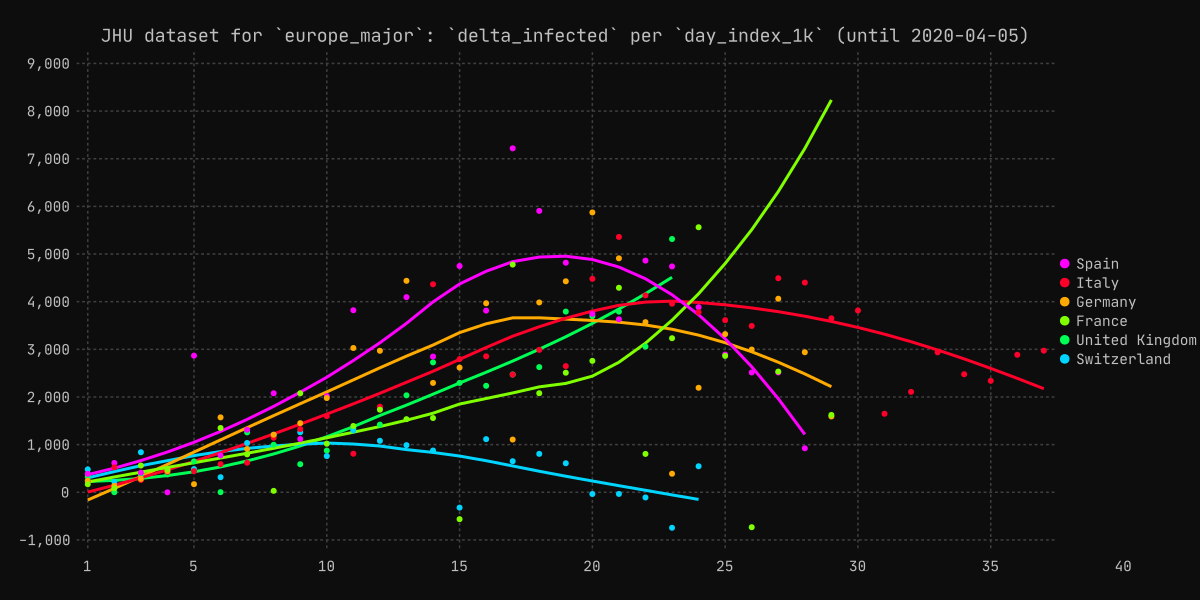 JHU dataset for `europe_major`: `delta_infected` per `day_index_1k` (until 2020-04-05)
9,000
8,000
7,000
6,000
5,000
4,000
3,000
2,000
1,000
0
-1,000
1 5 10 15 20 25 30 35 40
Spain
Italy
Germany
France
United Kingdom
Switzerland